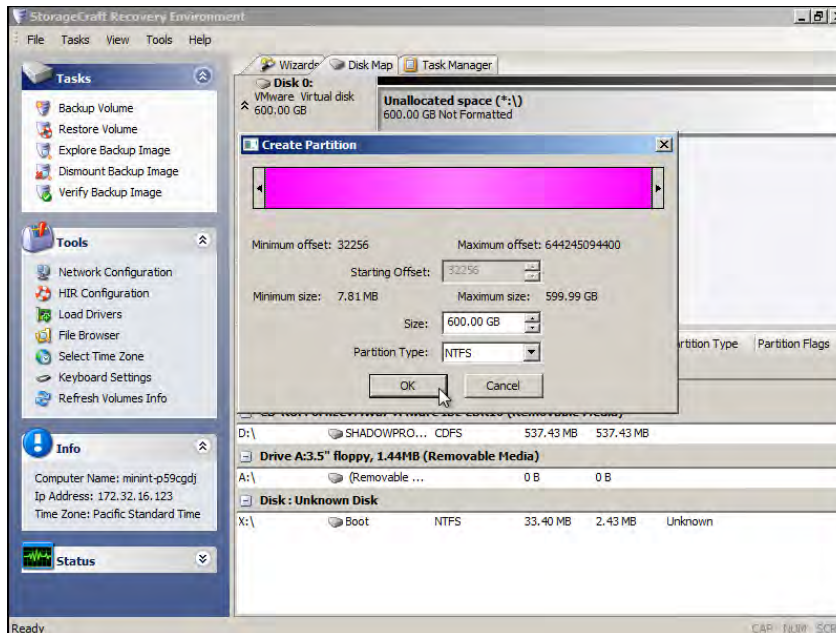 StorageCraft Recovery Environment
File Tasks View Tools Help
Tasks
Backup Volume
Restore Volume
Explore Backup Image
Dismount Backup Image
Verify Backup Image
Tools
Network Configuration
HIR Configuration
Load Drivers
File Browser
Select Time Zone
Keyboard Settings
Refresh Volumes Info
Info
Computer Name: minint-p59cgdj
Ip Address: 172.32.16.123
Time Zone: Pacific Standard Time
Status
Wizards Disk Map Task Manager
Disk 0:
VMware Virtual disk
600.00 GB
Unallocated space (*:\)
600.00 GB Not Formatted
Create Partition
Minimum offset: 32256 Maximum offset: 644245094400
Starting Offset: 32256
Minimum size: 7.81 MB Maximum size: 599.99 GB
Size: 600.00 GB
Partition Type: NTFS
OK Cancel
rtition Type Partition Flags
D:\ SHADOWPRO... CDFS 537.43 MB 537.43 MB
Drive A:3.5" floppy, 1.44MB (Removable Media)
A:\ (Removable ... 0 B 0 B
Disk : Unknown Disk
X:\ Boot NTFS 33.40 MB 2.43 MB Unknown
Ready CAP NUM SCR